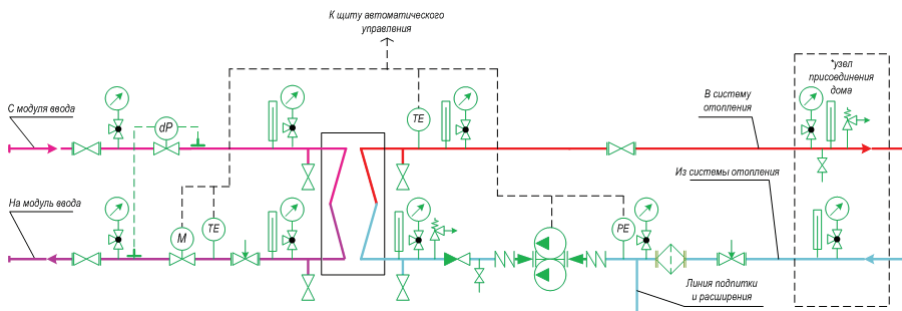 К щиту автоматического
управления
*узел
присоединения
дома
С модуля ввода
dP
TE
В систему
отопления
Из системы отопления
На модуль ввода
M
TE
PE
Линия подпитки
и расширения